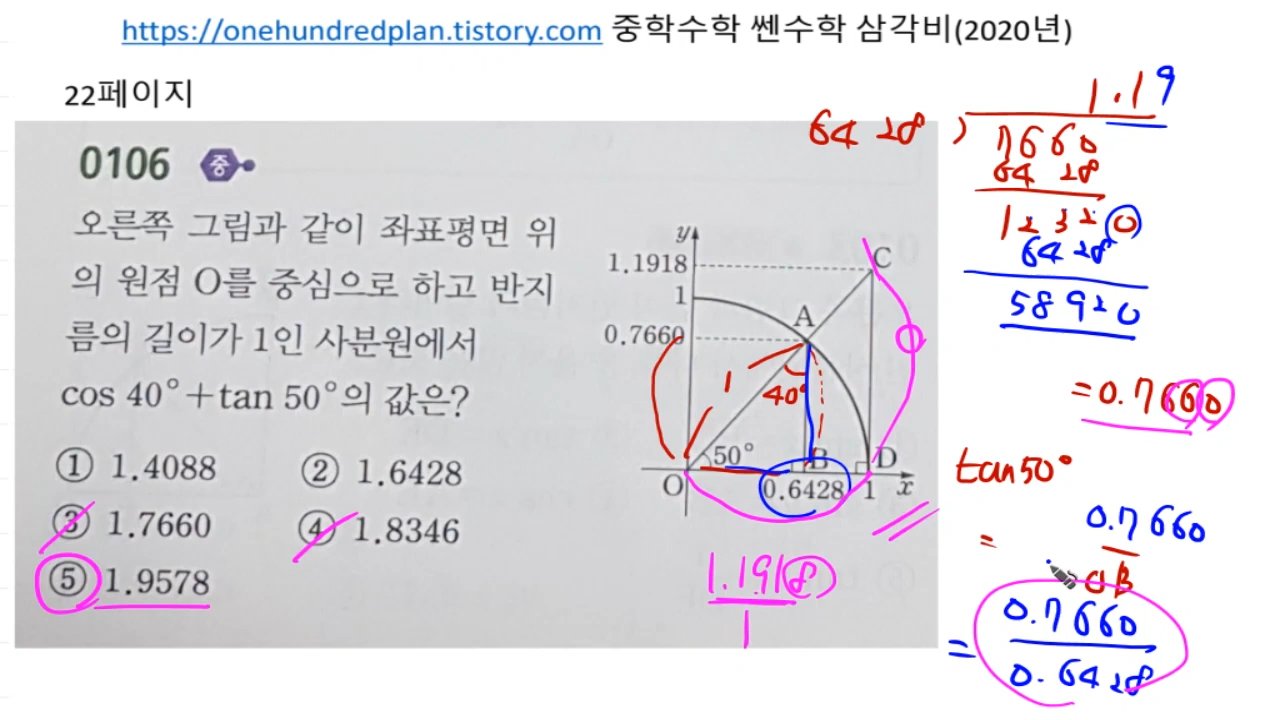 https://onehundredplan.tistory.com 중학수학 쎈수학 삼각비(2020년)
22페이지
0106 중
오른쪽 그림과 같이 좌표평면 위
의 원점 O를 중심으로 하고 반지
름의 길이가 1인 사분원에서
cos 40°+tan 50°의 값은?
① 1.4088 ② 1.6428
③ 1.7660 ④ 1.8346
⑤ 1.9578
y
1.1918 C
1 A
0.7660
1
40°
50° B D
O 0.6428 1 x
1.1918
1
1.19
6428 ) 7660
6428
12320
6428
58920
=0.7660
tan50°
= 0.7660
OB
= 0.7660
0.6428